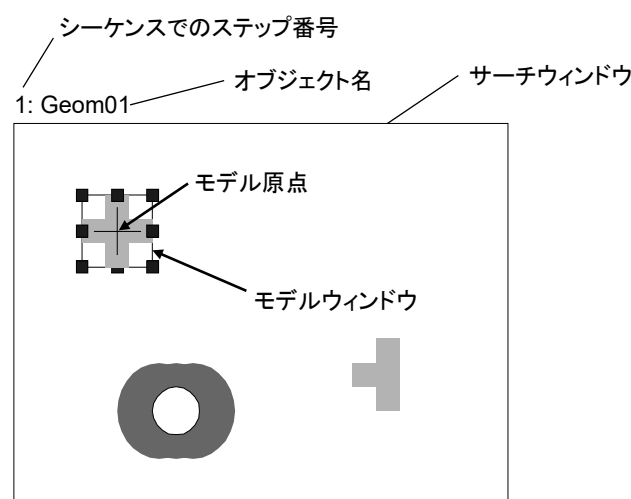 シーケンスでのステップ番号
オブジェクト名
サーチウィンドウ
1: Geom01
モデル原点
モデルウィンドウ